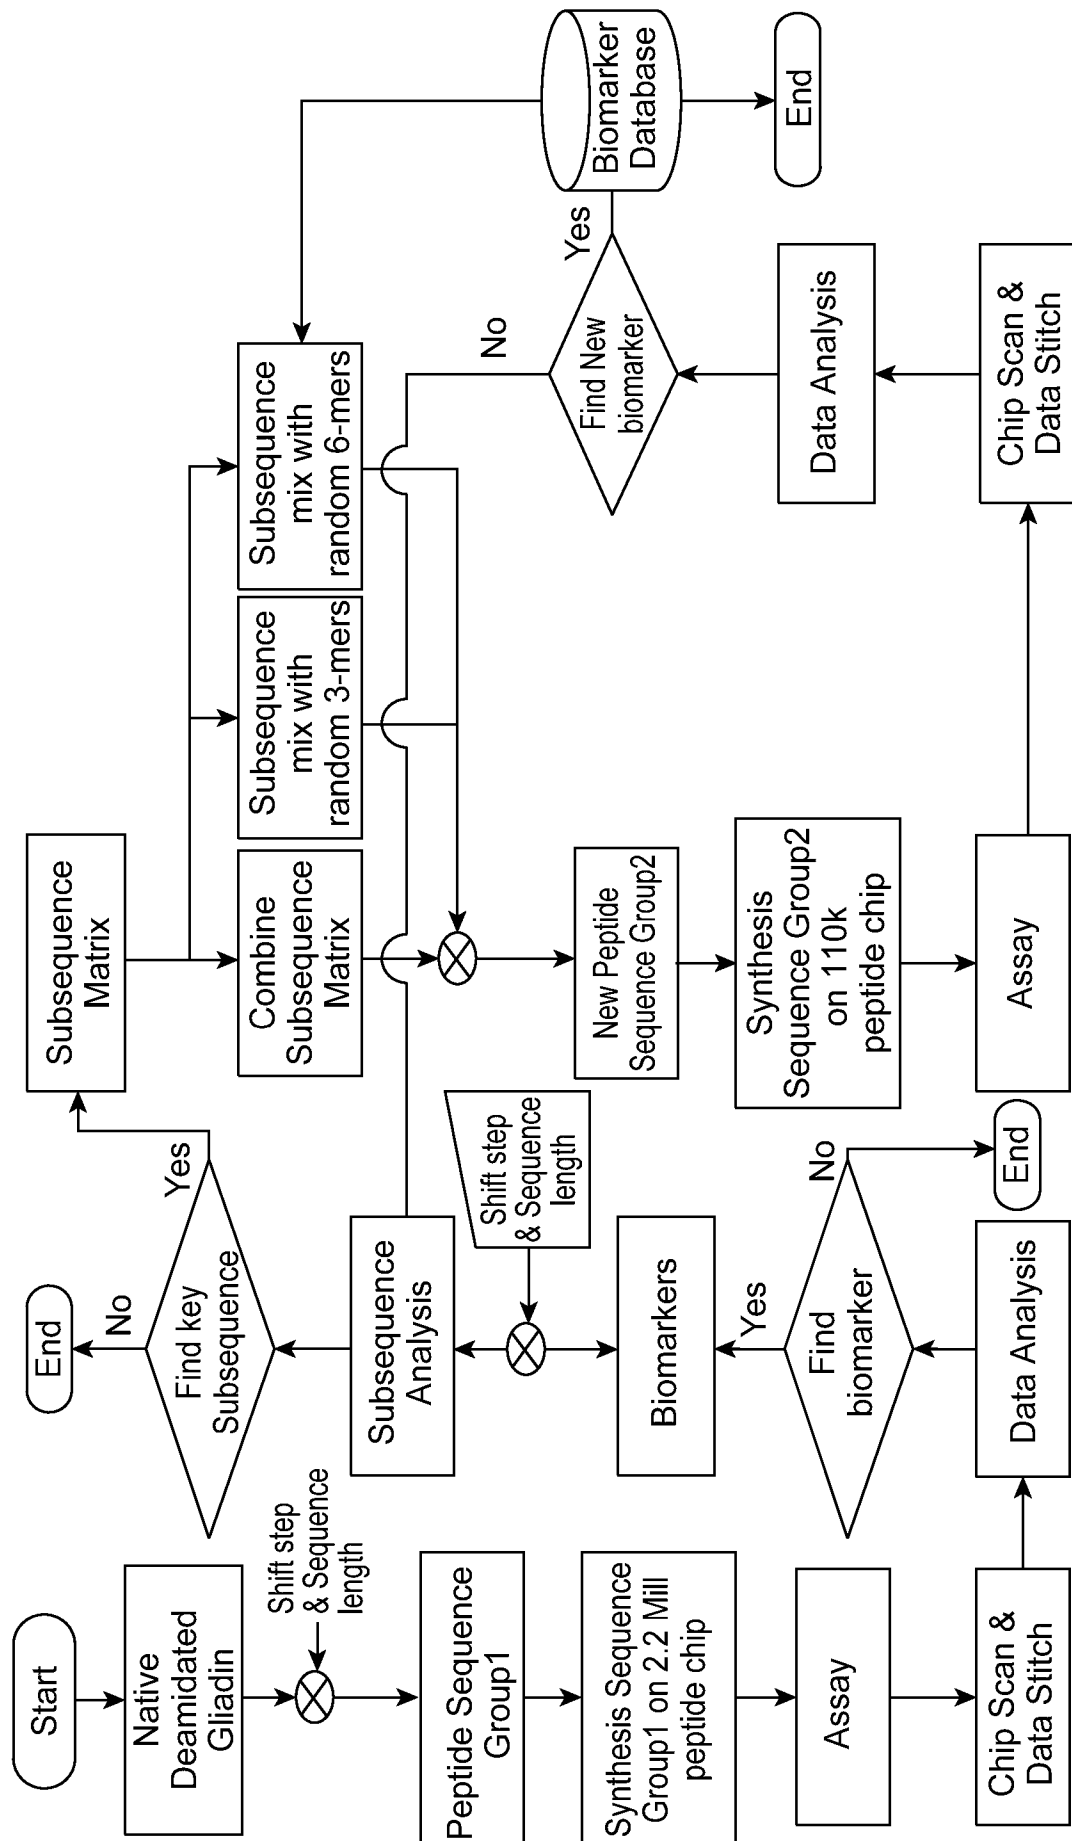 Start
Native
Deamidated
Gliadin
Shift step
& Sequence
length
Peptide Sequence
Group1
Synthesis Sequence
Group1 on 2.2 Mill
peptide chip
Assay
Chip Scan &
Data Stitch
Data Analysis
Find
biomarker
No
End
Yes
Biomarkers
Shift step
& Sequence
length
Subsequence
Analysis
Find key
Subsequence
No
End
Yes
Subsequence
Matrix
Combine
Subsequence
Matrix
Subsequence
mix with
random 3-mers
Subsequence
mix with
random 6-mers
New Peptide
Sequence Group2
Synthesis
Sequence Group2
on 110k
peptide chip
Assay
Chip Scan &
Data Stitch
Data Analysis
Find New
biomarker
No
Yes
Biomarker
Database
End